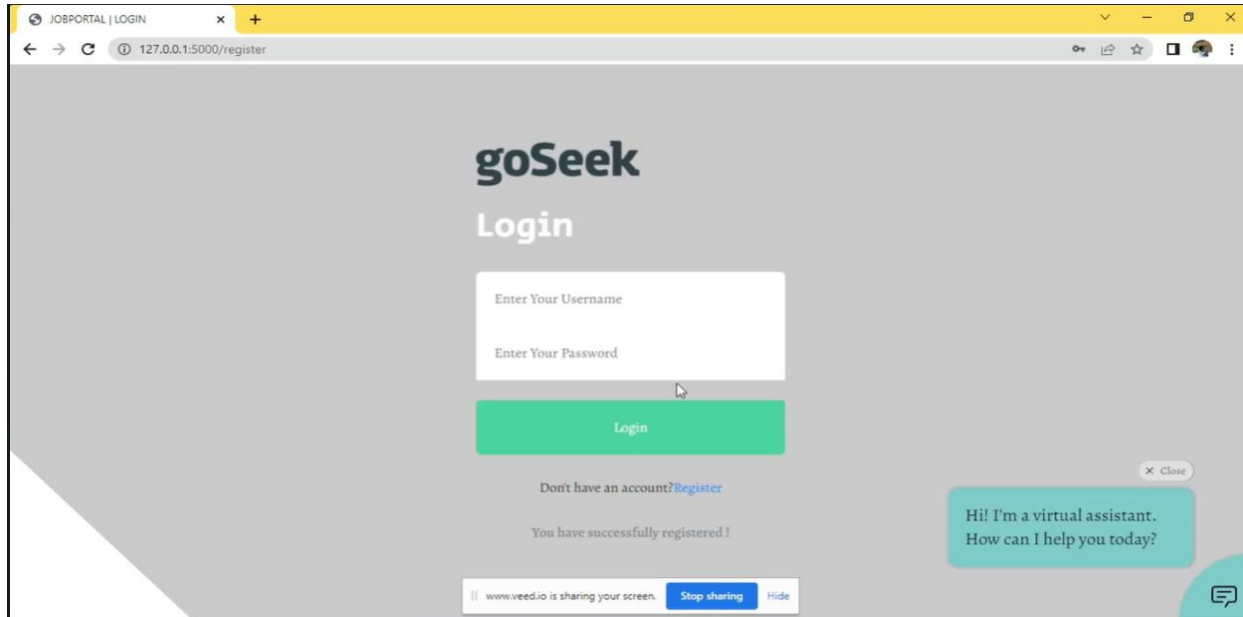 JOBPORTAL | LOGIN
127.0.0.1:5000/register
goSeek
Login
Enter Your Username
Enter Your Password
Login
Don't have an account?Register
You have successfully registered !
Close
Hi! I'm a virtual assistant.
How can I help you today?
www.veed.io is sharing your screen. Stop sharing Hide